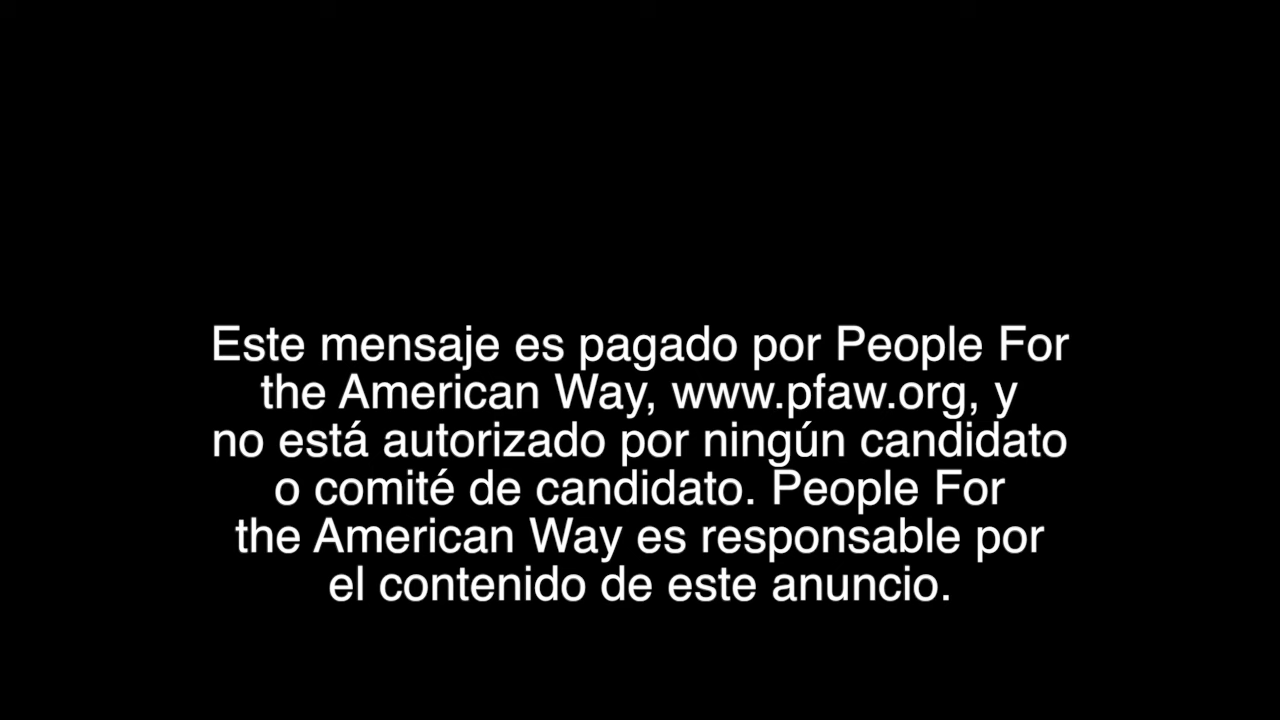 Este mensaje es pagado por People For
the American Way, www.pfaw.org, y
no está autorizado por ningún candidato
o comité de candidato. People For
the American Way es responsable por
el contenido de este anuncio.